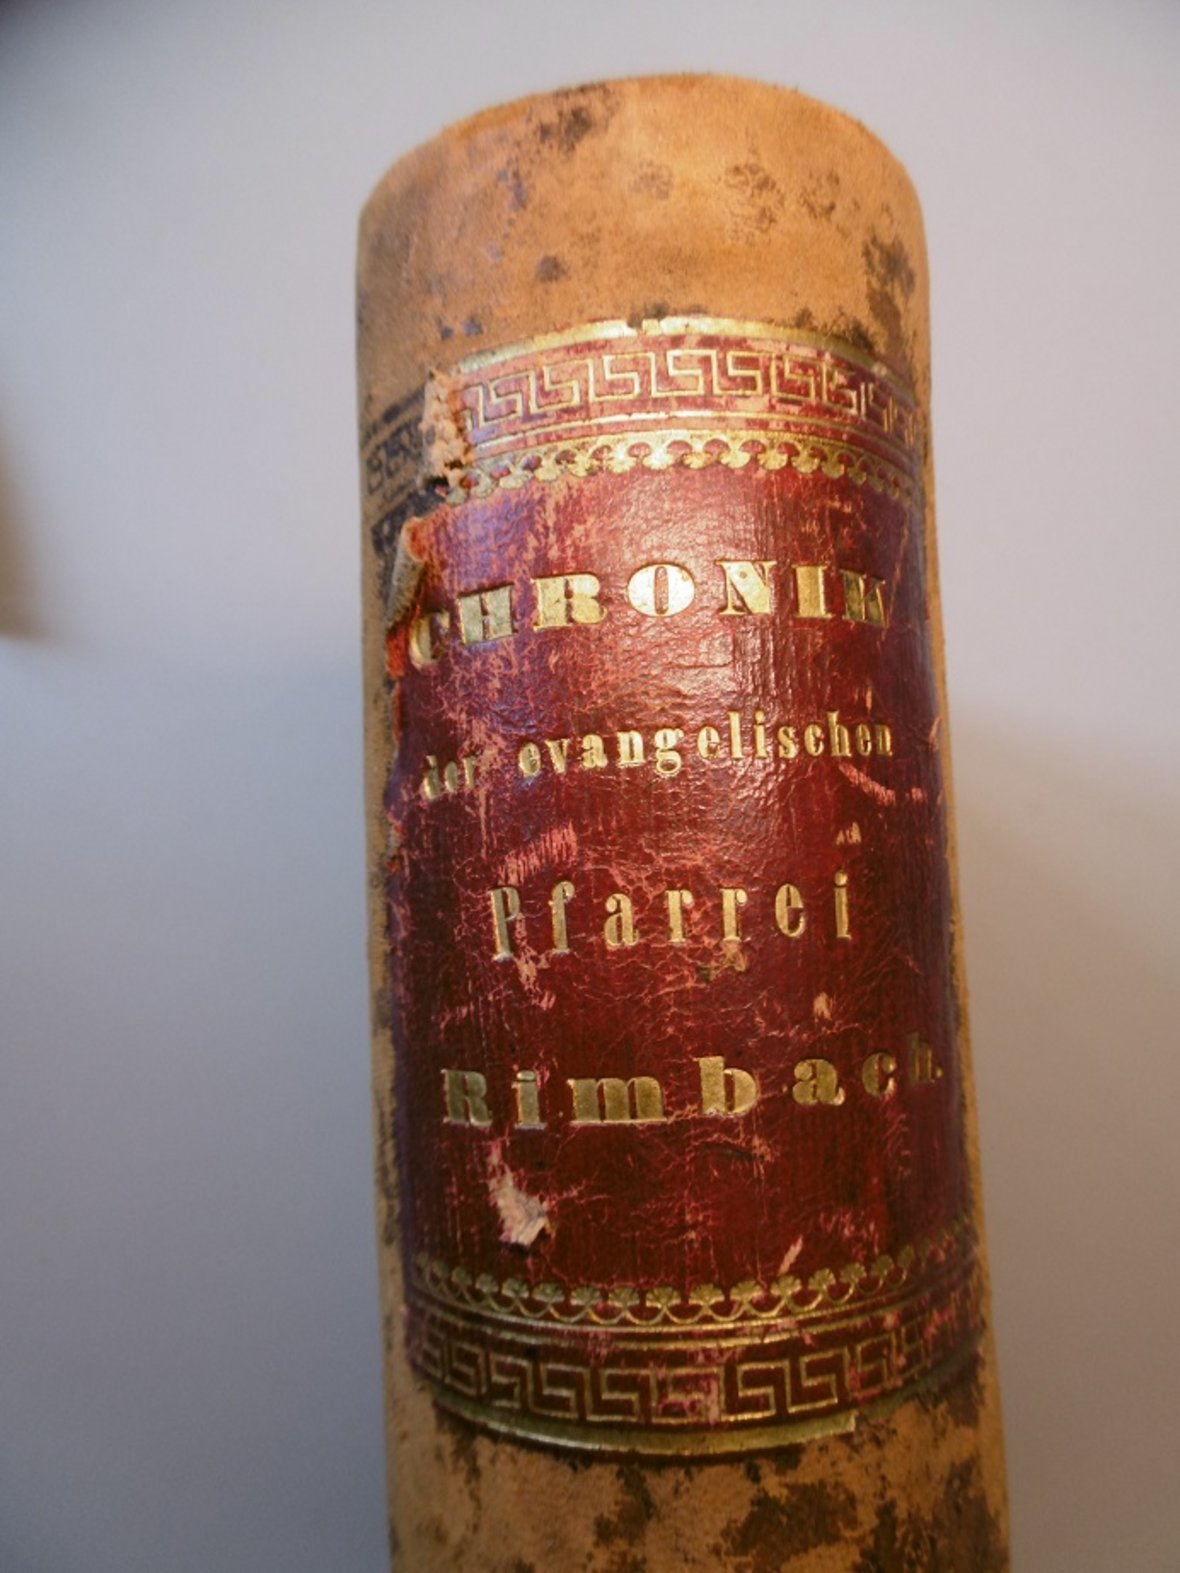 CHRONIK
der evangelischen
Pfarrei
Rimbach.